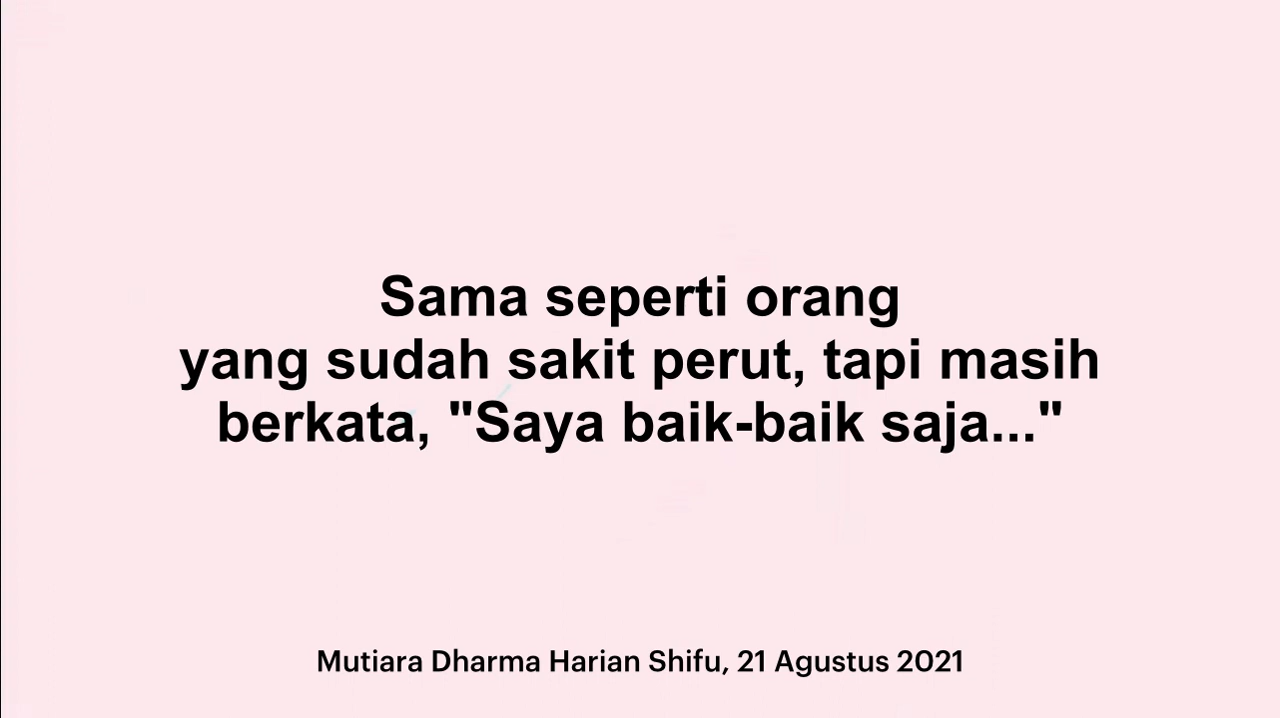 Sama seperti orang
yang sudah sakit perut, tapi masih
berkata, "Saya baik-baik saja..."
Mutiara Dharma Harian Shifu, 21 Agustus 2021